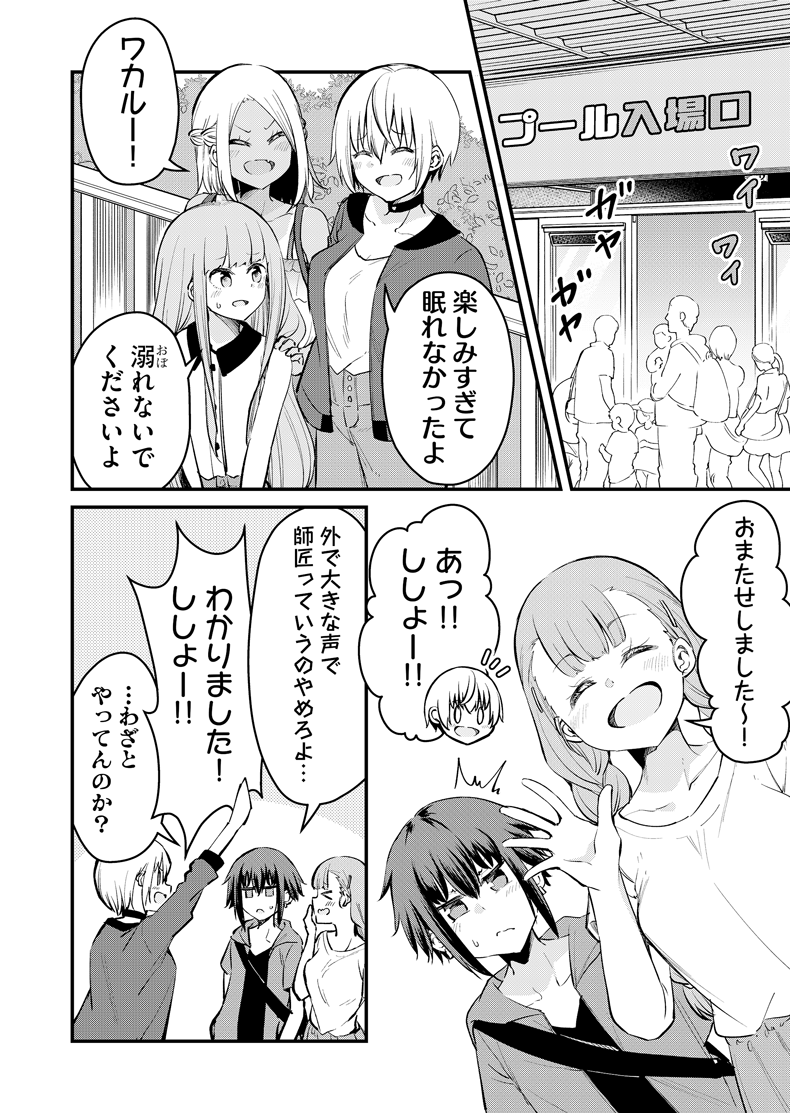 プール入場口
ワイ
ワイ
ガヤ
ガヤ
楽しみすぎて
眠れなかったよ
ワカルー!
溺れないで
おぼ
くださいよ
おまたせしました〜!
あっ!!
ししょー!!
外で大きな声で
師匠っていうのやめろよ…
わかりました!
ししょー!!
…わざと
やってんのか?